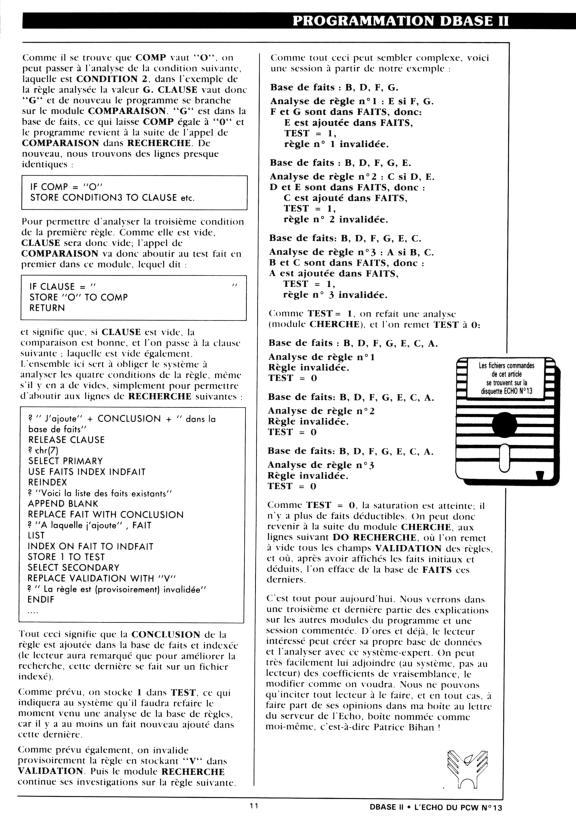 PROGRAMMATION DBASE II
Comme il se trouve que COMP vaut "O", on
peut passer à l'analyse de la condition suivante,
laquelle est CONDITION 2, dans l'exemple de
la règle analysée la valeur G. CLAUSE vaut donc
"G" et de nouveau le programme se branche
sur le module COMPARAISON. "G" est dans la
base de faits, ce qui laisse COMP égale à "0" et
le programme revient à la suite de l'appel de
COMPARAISON dans RECHERCHE. De
nouveau, nous trouvons des lignes presque
identiques :
IF COMP = "O"
STORE CONDITION3 TO CLAUSE etc.
Pour permettre d'analyser la troisième condition
de la première règle. Comme elle est vide,
CLAUSE sera donc vide; l'appel de
COMPARAISON va donc aboutir au test fait en
premier dans ce module, lequel dit :
IF CLAUSE = " "
STORE "O" TO COMP
RETURN
et signifie que, si CLAUSE est vide, la
comparaison est bonne, et l'on passe à la clause
suivante ; laquelle est vide également.
L'ensemble ici sert à obliger le système à
analyser les quatre conditions de la règle, même
s'il y en a de vides, simplement pour permettre
d'aboutir aux lignes de RECHERCHE suivantes :
? " J'ajoute" + CONCLUSION + " dans la
base de faits"
RELEASE CLAUSE
? chr(7)
SELECT PRIMARY
USE FAITS INDEX INDFAIT
REINDEX
? "Voici la liste des faits existants"
APPEND BLANK
REPLACE FAIT WITH CONCLUSION
? "A laquelle j'ajoute" , FAIT
LIST
INDEX ON FAIT TO INDFAIT
STORE 1 TO TEST
SELECT SECONDARY
REPLACE VALIDATION WITH "V"
? " La règle est (provisoirement) invalidée"
ENDIF
....
Tout ceci signifie que la CONCLUSION de la
règle est ajoutée dans la base de faits et indexée
(le lecteur aura remarqué que pour améliorer la
recherche, cette dernière se fait sur un fichier
indexé).
Comme prévu, on stocke 1 dans TEST, ce qui
indiquera au système qu'il faudra refaire le
moment venu une analyse de la base de règles,
car il y a au moins un fait nouveau ajouté dans
cette dernière.
Comme prévu également, on invalide
provisoirement la règle en stockant "V" dans
VALIDATION. Puis le module RECHERCHE
continue ses investigations sur la règle suivante.
Comme tout ceci peut sembler complexe, voici
une session à partir de notre exemple :
Base de faits : B, D, F, G.
Analyse de règle n°1 : E si F, G.
F et G sont dans FAITS, donc:
E est ajoutée dans FAITS,
TEST = 1,
règle n° 1 invalidée.
Base de faits : B, D, F, G, E.
Analyse de règle n°2 : C si D, E.
D et E sont dans FAITS, donc :
C est ajouté dans FAITS,
TEST = 1,
règle n° 2 invalidée.
Base de faits: B, D, F, G, E, C.
Analyse de règle n°3 : A si B, C.
B et C sont dans FAITS, donc :
A est ajoutée dans FAITS,
TEST = 1,
règle n° 3 invalidée.
Comme TEST= 1, on refait une analyse
(module CHERCHE), et l'on remet TEST à 0:
Base de faits : B, D, F, G, E, C, A.
Analyse de règle n°1
Règle invalidée.
TEST = 0
Base de faits: B, D, F, G, E, C, A.
Analyse de règle n°2
Règle invalidée.
TEST = 0
Base de faits: B, D, F, G, E, C, A.
Analyse de règle n°3
Règle invalidée.
TEST = 0
Comme TEST = 0, la saturation est atteinte; il
n'y a plus de faits déductibles. On peut donc
revenir à la suite du module CHERCHE, aux
lignes suivant DO RECHERCHE, où l'on remet
à vide tous les champs VALIDATION des règles,
et où, après avoir affichés les faits initiaux et
déduits, l'on efface de la base de FAITS ces
derniers.
C'est tout pour aujourd'hui. Nous verrons dans
une troisième et dernière partie des explications
sur les autres modules du programme et une
session commentée. D'ores et déjà, le lecteur
intéressé peut créer sa propre base de données
et l'analyser avec ce système-expert. On peut
très facilement lui adjoindre (au système, pas au
lecteur) des coefficients de vraisemblance, le
modifier comme on voudra. Nous ne pouvons
qu'inciter tout lecteur à le faire, et en tout cas, à
faire part de ses opinions dans ma boîte au lettre
du serveur de l'Echo, boîte nommée comme
moi-même, c'est-à-dire Patrice Bihan !
Les fichiers commandes
de cet article
se trouvent sur la
disquette ECHO N°13
11
DBASE II • L'ECHO DU PCW N°13